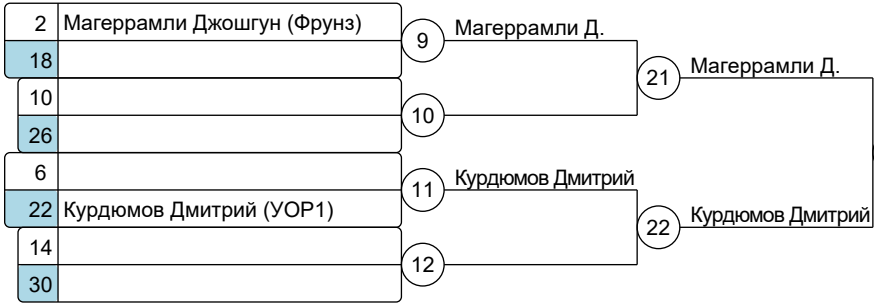 2 Магеррамли Джошгун (Фрунз)
9 Магеррамли Д.
18
21 Магеррамли Д.
10
10
26
6
11 Курдюмов Дмитрий
22 Курдюмов Дмитрий (УОР1)
22 Курдюмов Дмитрий
14
12
30